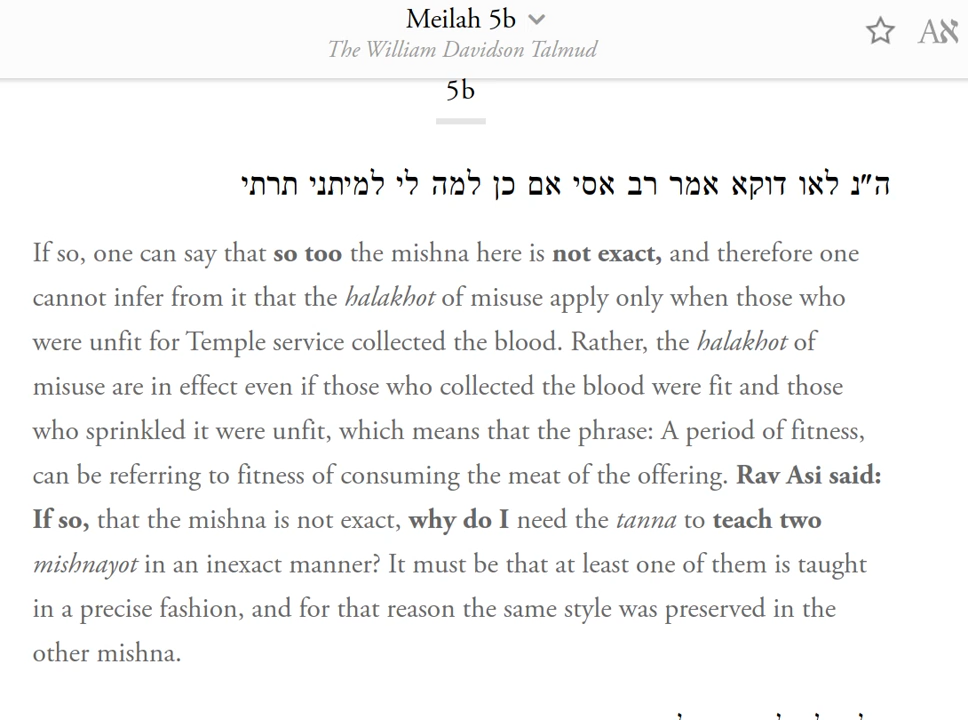 Meilah 5b
The William Davidson Talmud
Aא
5b
ה"נ לאו דוקא אמר רב אסי אם כן למה לי למיתני תרתי
If so, one can say that so too the mishna here is not exact, and therefore one
cannot infer from it that the halakhot of misuse apply only when those who
were unfit for Temple service collected the blood. Rather, the halakhot of
misuse are in effect even if those who collected the blood were fit and those
who sprinkled it were unfit, which means that the phrase: A period of fitness,
can be referring to fitness of consuming the meat of the offering. Rav Asi said:
If so, that the mishna is not exact, why do I need the tanna to teach two
mishnayot in an inexact manner? It must be that at least one of them is taught
in a precise fashion, and for that reason the same style was preserved in the
other mishna.